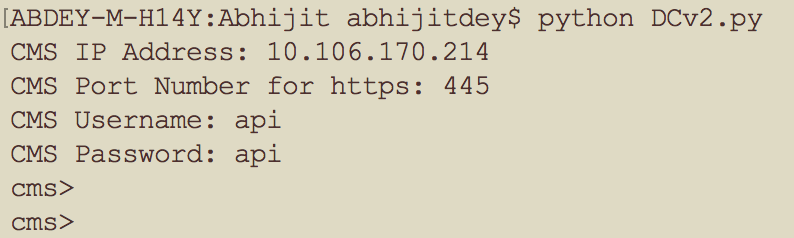 [ABDEY-M-H14Y:Abhijit abhijitdey$ python DCv2.py
CMS IP Address: 10.106.170.214
CMS Port Number for https: 445
CMS Username: api
CMS Password: api
cms>
cms>